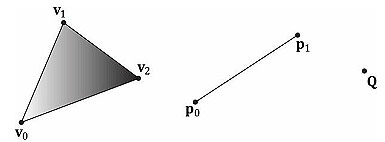 v₁
v₂
v₀
p₁
p₀
Q